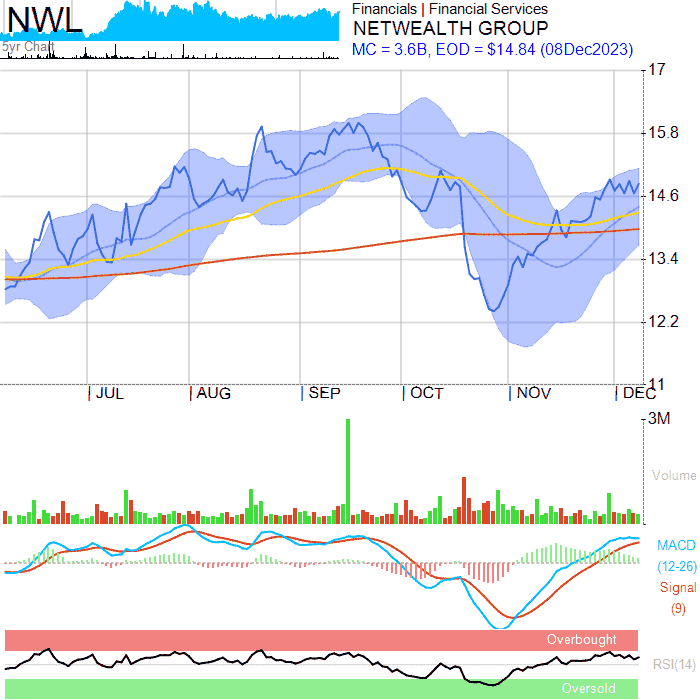 NWL
5yr Chart
Financials | Financial Services
NETWEALTH GROUP
MC = 3.6B, EOD = $14.84 (08Dec2023)
17
15.8
14.6
13.4
12.2
11
JUL AUG SEP OCT NOV DEC
3M
Volume
MACD
(12-26)
Signal
(9)
Overbought
RSI(14)
Oversold